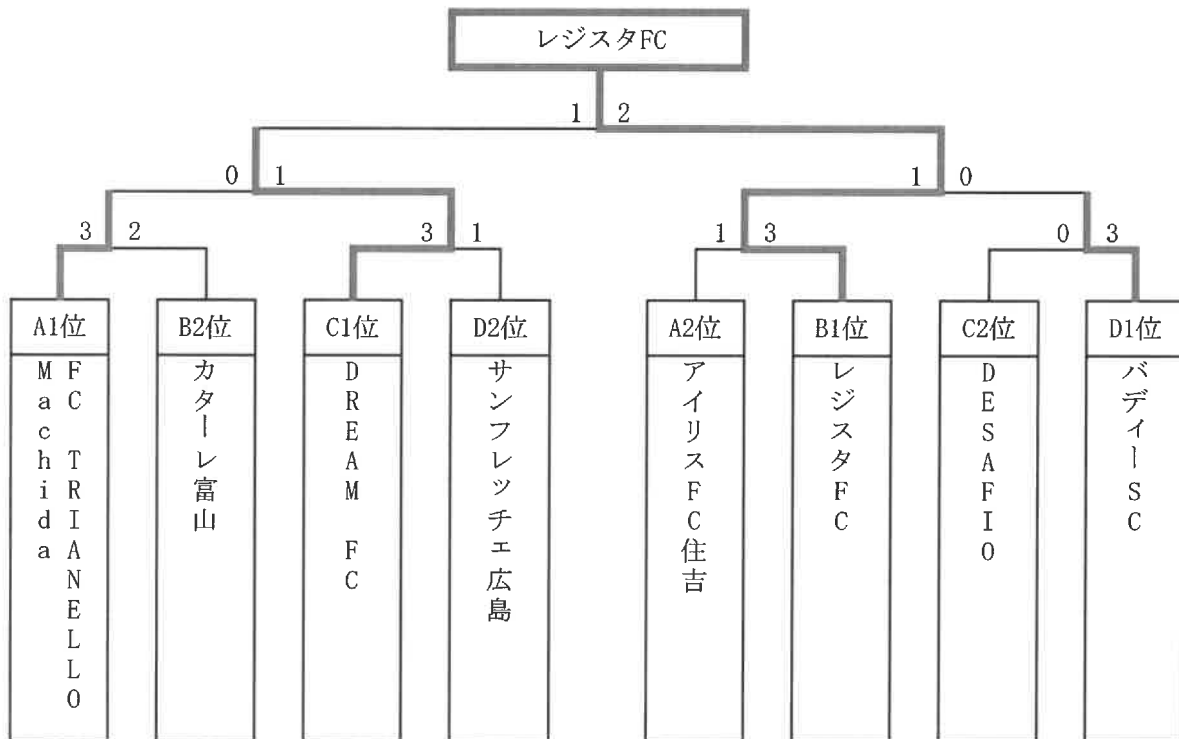 レジスタFC
1 2
0 1 1 0
3 2 3 1 1 3 0 3
A1位 B2位 C1位 D2位 A2位 B1位 C2位 D1位
FC TRIANELLO
Machida
カターレ富山
DREAM FC
サンフレッチェ広島
アイリスFC住吉
レジスタFC
DESAFIO
バディーSC